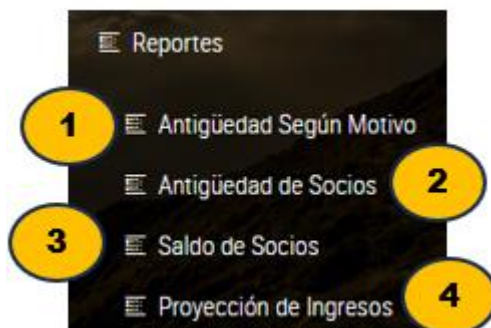 Reportes
1 Antigüedad Según Motivo
Antigüedad de Socios 2
3 Saldo de Socios
Proyección de Ingresos 4